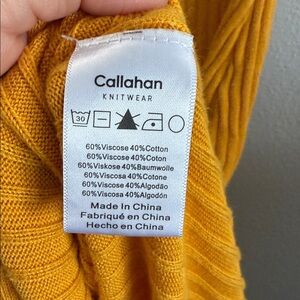 Callahan
KNITWEAR
30
60%Viscose 40%Cotton
60%Viscose 40%Coton
60%Viskose 40%Baumwolle
60%Viscosa 40%Cotone
60%Viscose 40%Algodão
60%Viscosa 40%Algodón
Made In China
Fabriqué en China
Hecho en China